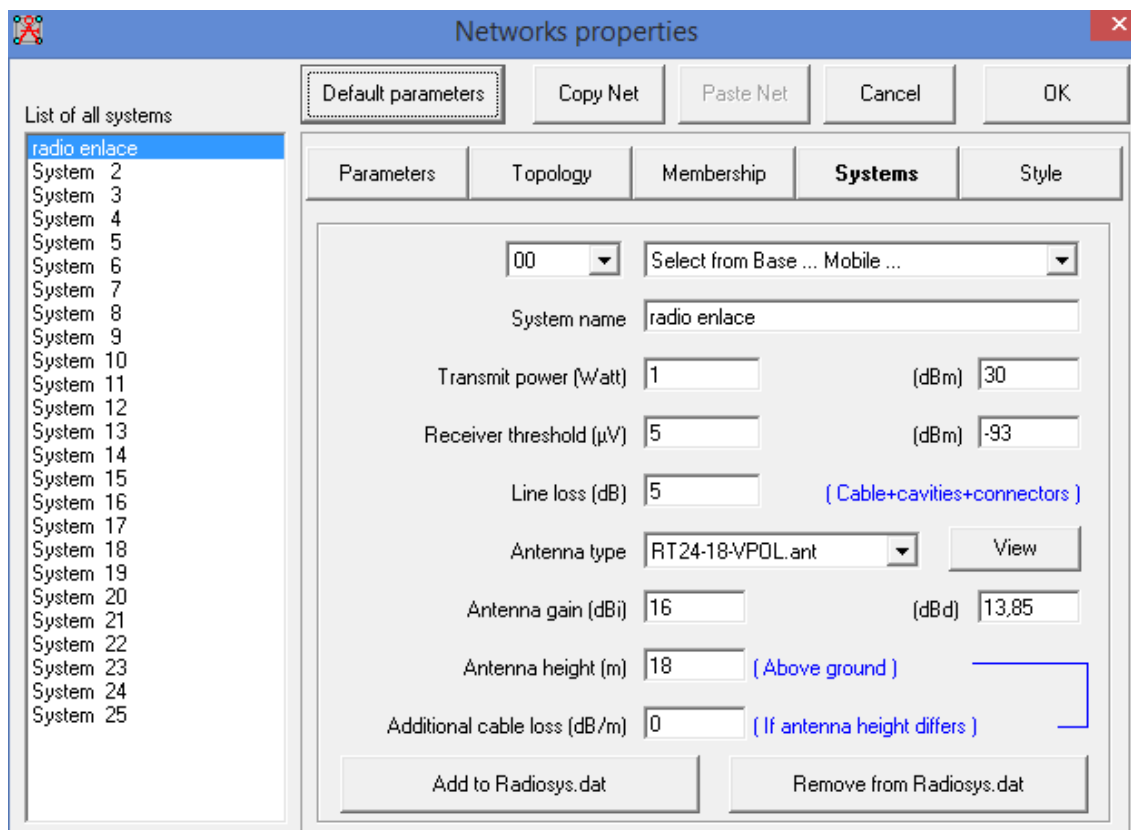 Networks properties
Default parameters
Copy Net
Paste Net
Cancel
OK
List of all systems
radio enlace
System 2
System 3
System 4
System 5
System 6
System 7
System 8
System 9
System 10
System 11
System 12
System 13
System 14
System 15
System 16
System 17
System 18
System 19
System 20
System 21
System 22
System 23
System 24
System 25
Parameters
Topology
Membership
Systems
Style
00
Select from Base ... Mobile ...
System name radio enlace
Transmit power (Watt) 1 (dBm) 30
Receiver threshold (µV) 5 (dBm) -93
Line loss (dB) 5 ( Cable+cavities+connectors )
Antenna type RT24-18-VPOL.ant View
Antenna gain (dBi) 16 (dBd) 13,85
Antenna height (m) 18 ( Above ground )
Additional cable loss (dB/m) 0 ( If antenna height differs )
Add to Radiosys.dat
Remove from Radiosys.dat